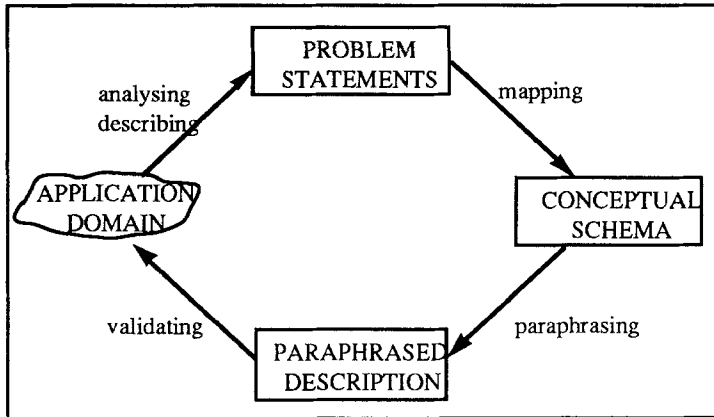 PROBLEM
STATEMENTS
analysing
describing
mapping
APPLICATION
DOMAIN
CONCEPTUAL
SCHEMA
validating
paraphrasing
PARAPHRASED
DESCRIPTION